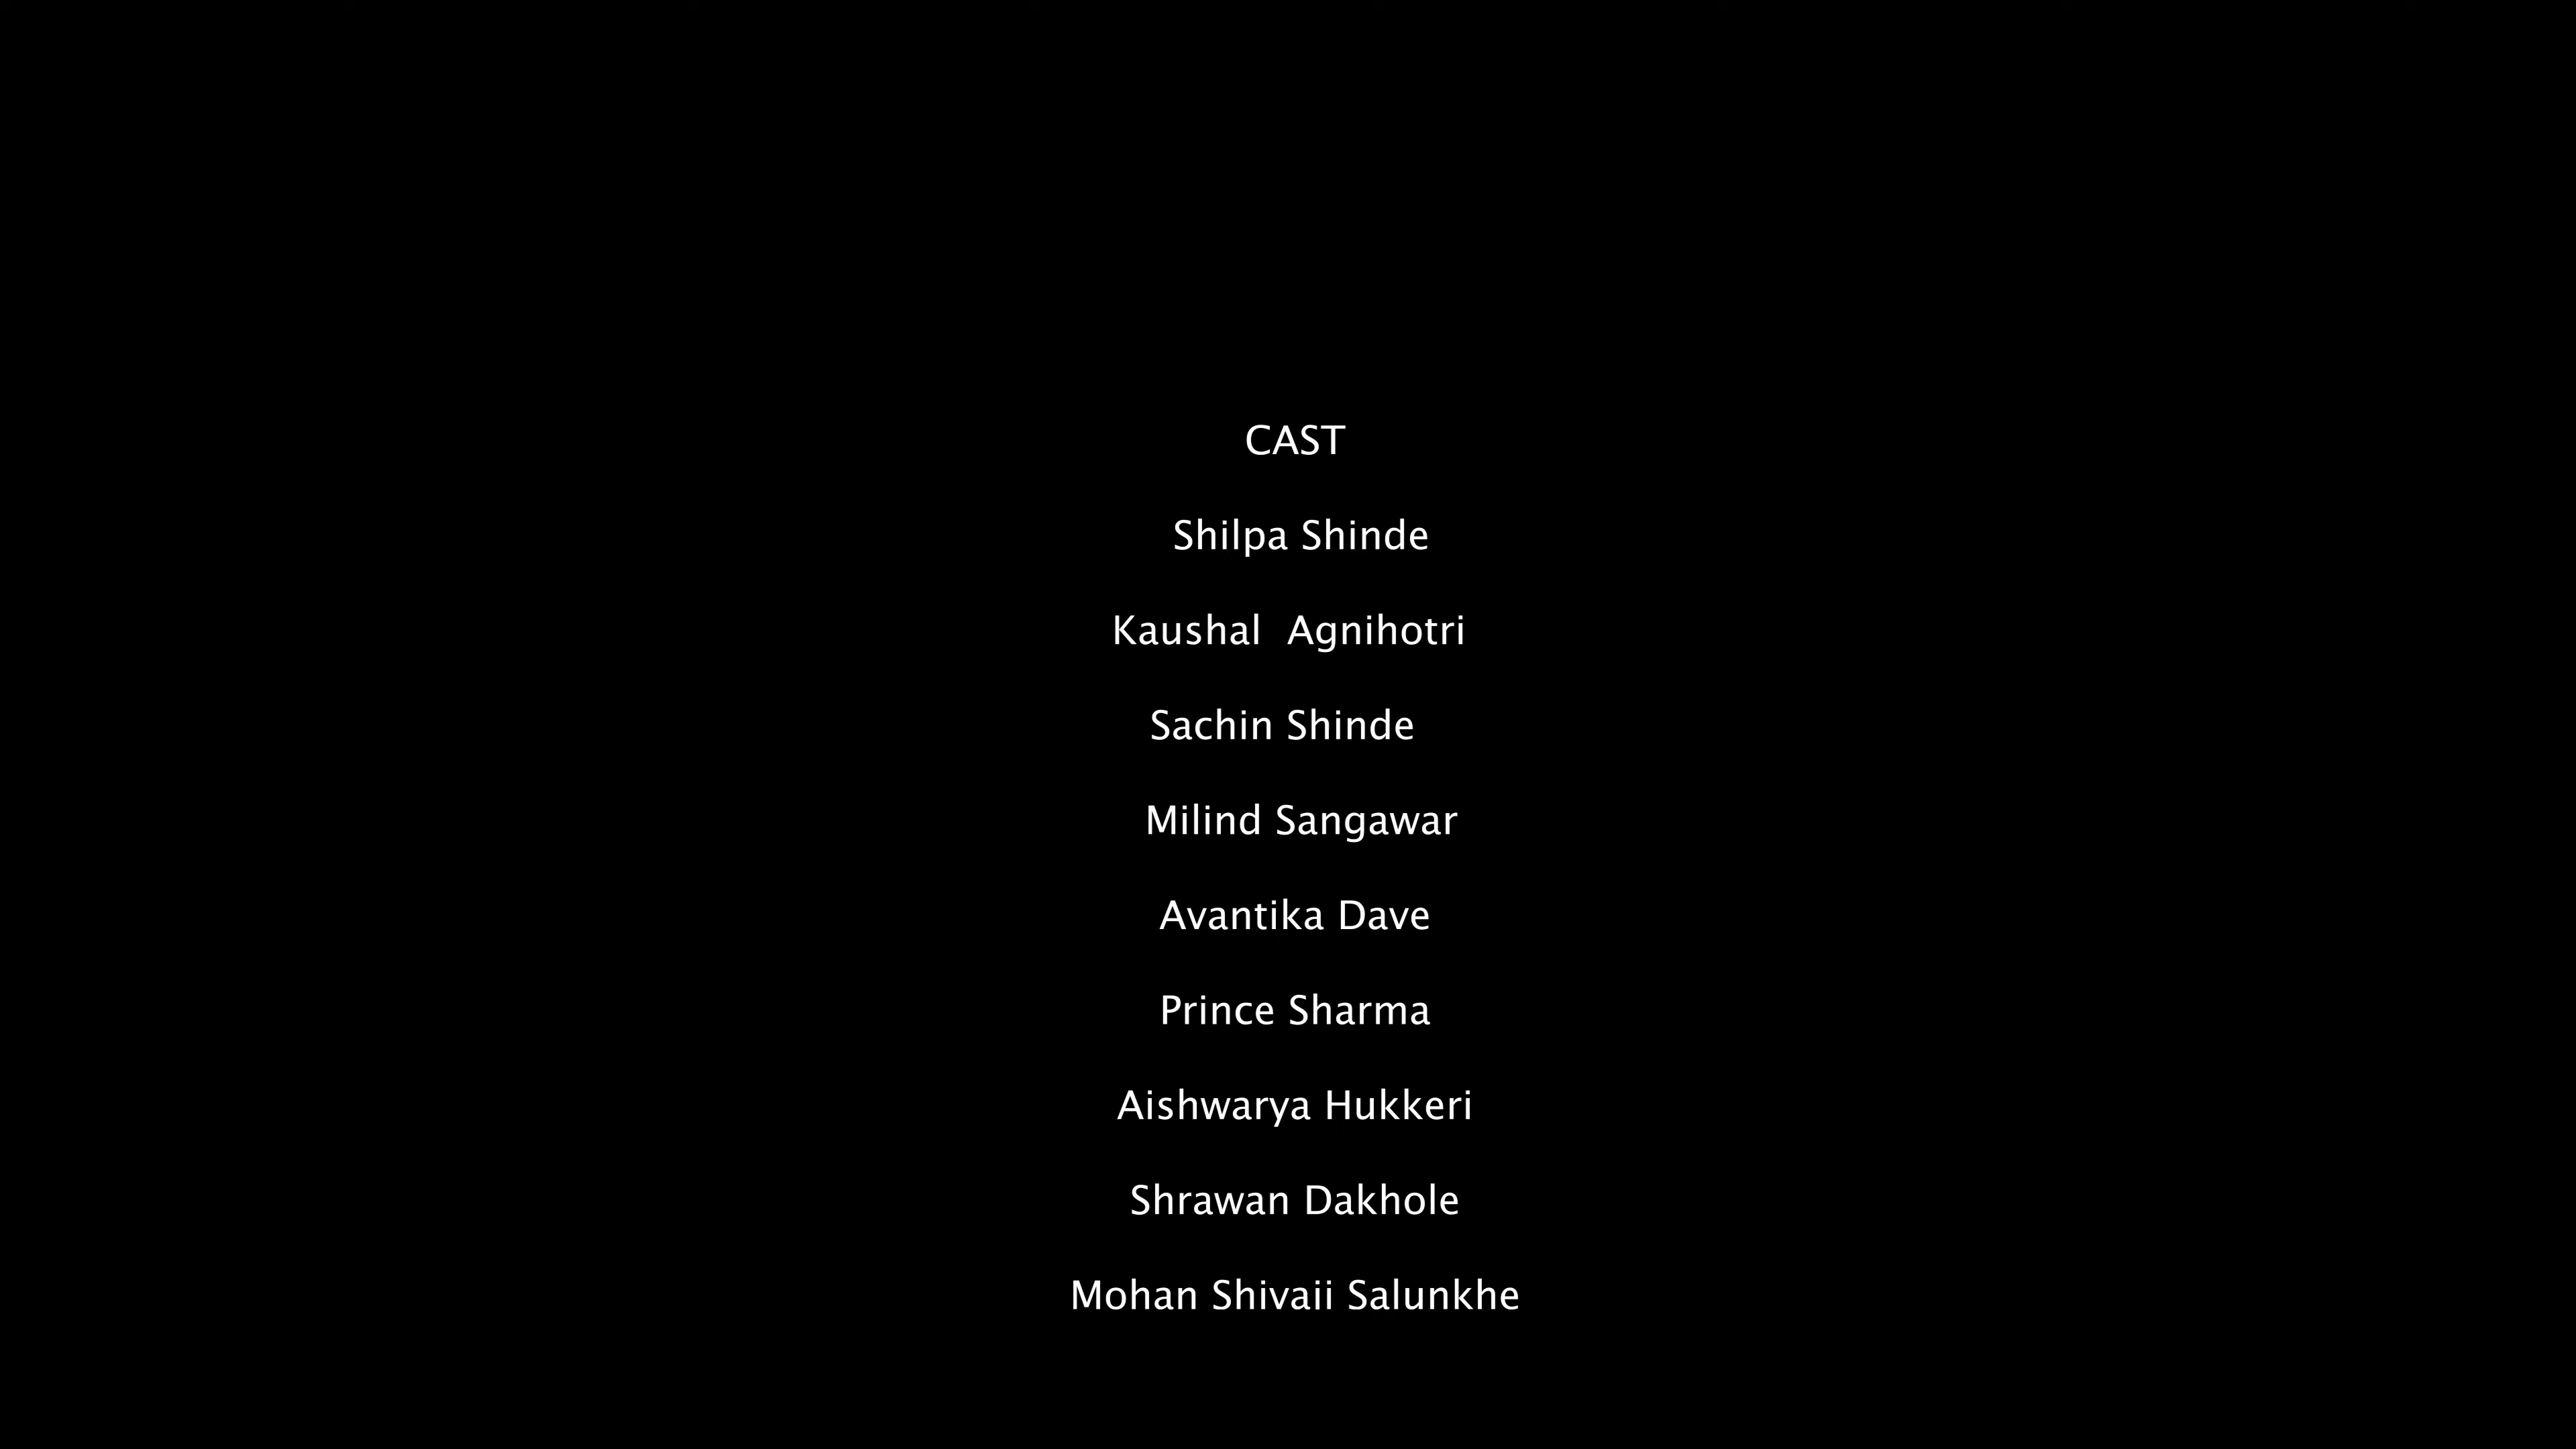 CAST
Shilpa Shinde
Kaushal  Agnihotri
Sachin Shinde
Milind Sangawar
Avantika Dave
Prince Sharma
Aishwarya Hukkeri
Shrawan Dakhole
Mohan Shivaii Salunkhe